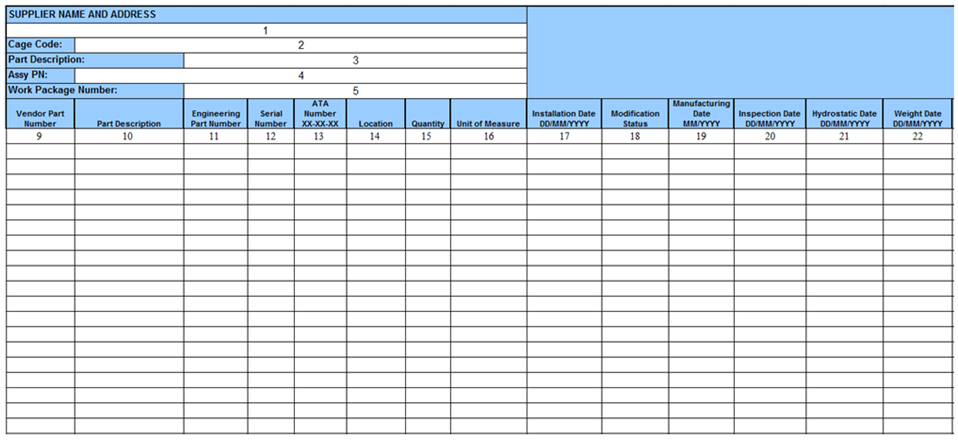 SUPPLIER NAME AND ADDRESS
1
Cage Code: 2
Part Description: 3
Assy PN: 4
Work Package Number: 5
Vendor Part Number Part Description Engineering Part Number Serial Number ATA Number XX-XX-XX Location Quantity Unit of Measure Installation Date DD/MM/YYYY Modification Status Manufacturing Date MM/YYYY Inspection Date DD/MM/YYYY Hydrostatic Date DD/MM/YYYY Weight Date DD/MM/YYYY
9 10 11 12 13 14 15 16 17 18 19 20 21 22